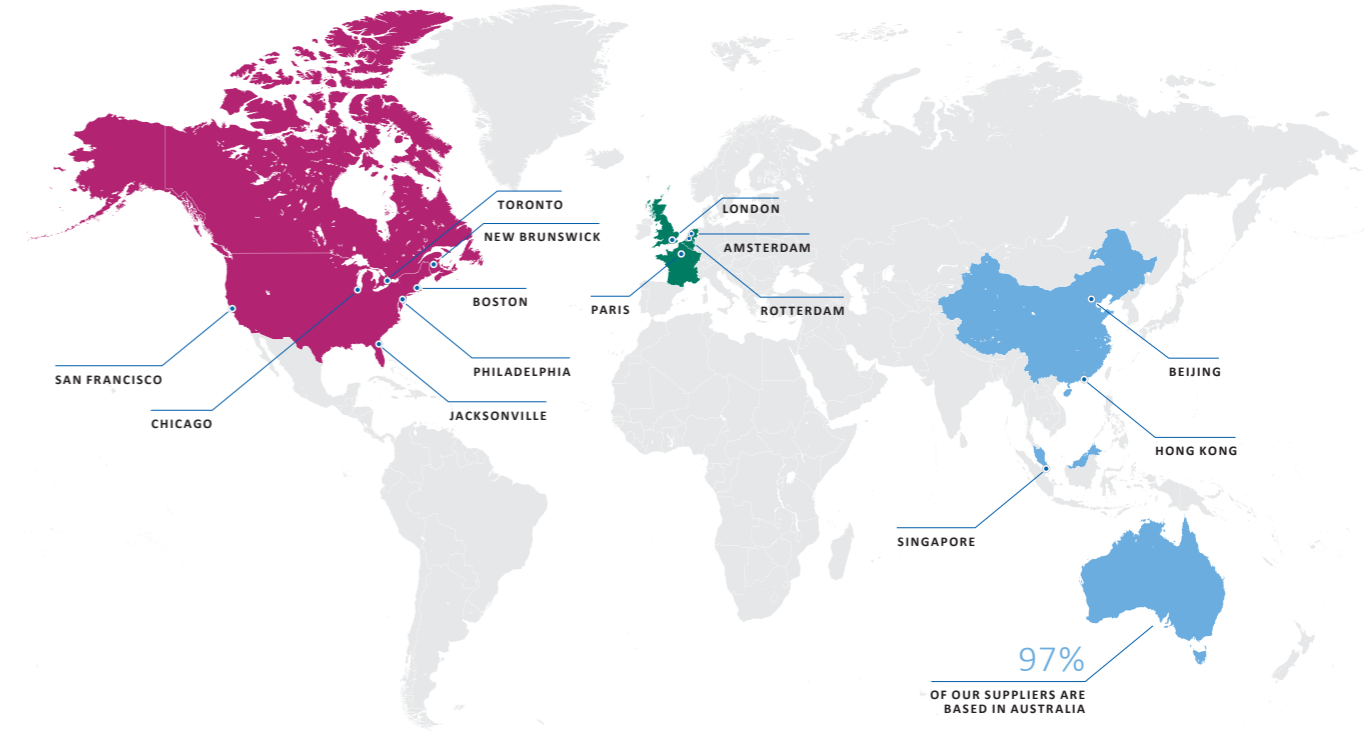 TORONTO
NEW BRUNSWICK
BOSTON
PHILADELPHIA
JACKSONVILLE
SAN FRANCISCO
CHICAGO
LONDON
AMSTERDAM
PARIS
ROTTERDAM
BEIJING
HONG KONG
SINGAPORE
97%
OF OUR SUPPLIERS ARE
BASED IN AUSTRALIA